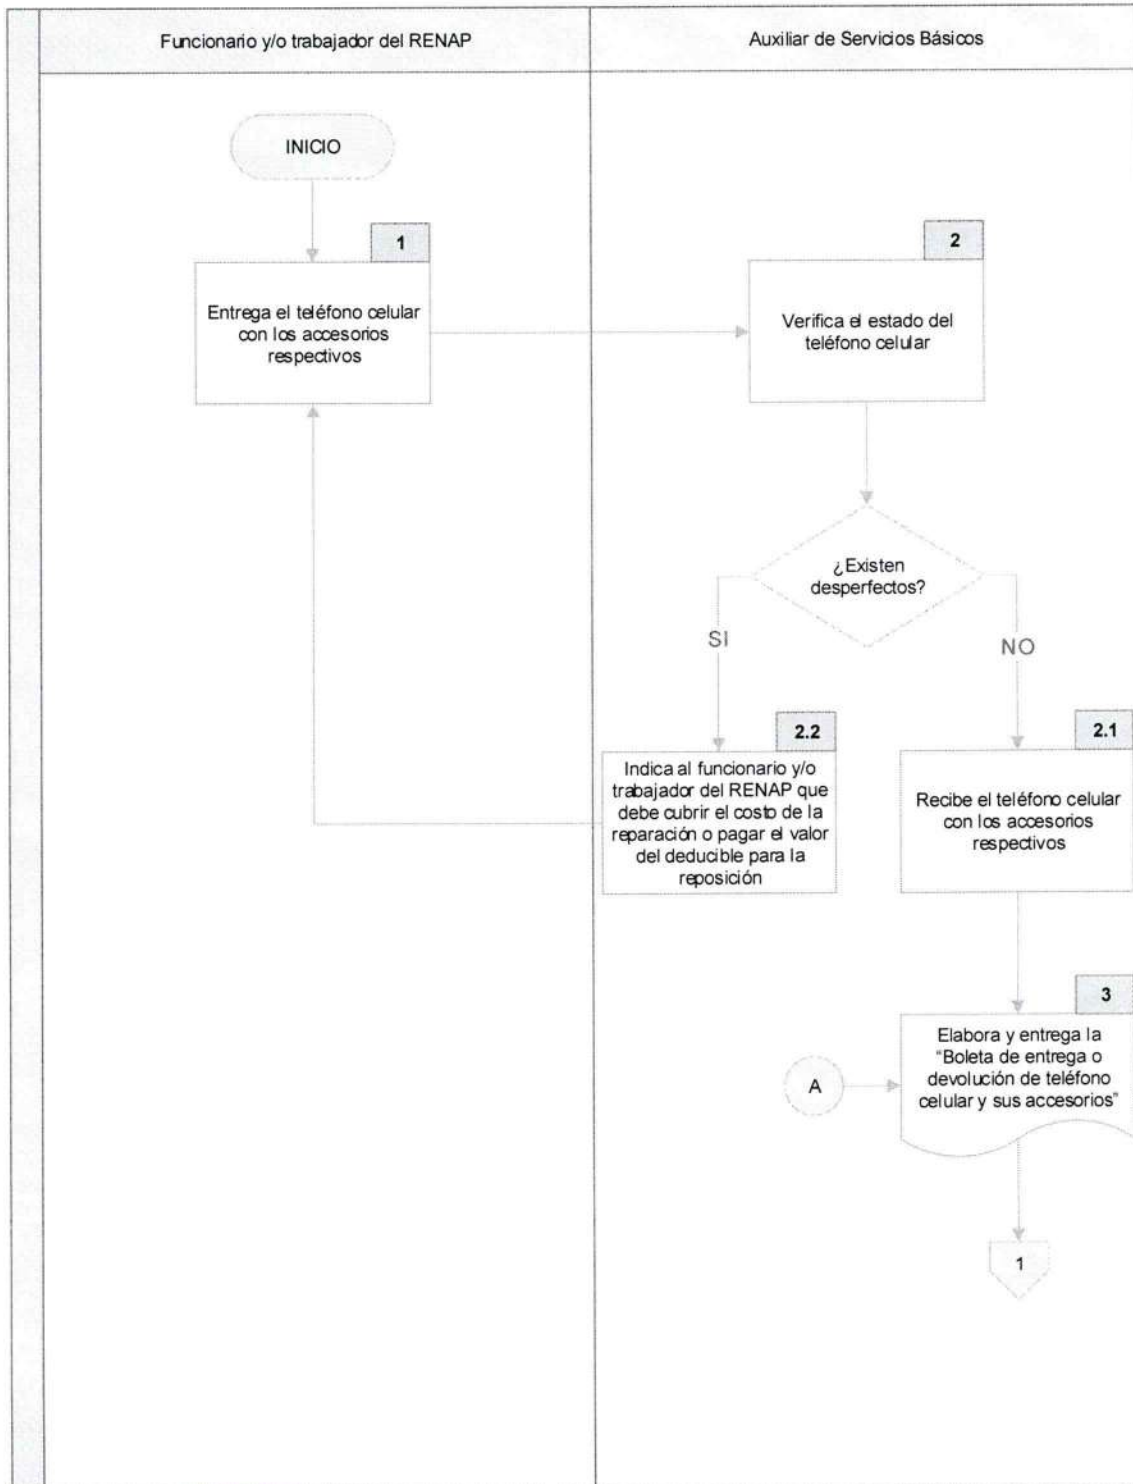 Funcionario y/o trabajador del RENAP
Auxiliar de Servicios Básicos
INICIO
1
Entrega el teléfono celular
con los accesorios
respectivos
2
Verifica el estado del
teléfono celular
¿Existen
desperfectos?
SI
NO
2.2
Indica al funcionario y/o
trabajador del RENAP que
debe cubrir el costo de la
reparación o pagar el valor
del deducible para la
reposición
2.1
Recibe el teléfono celular
con los accesorios
respectivos
3
Elabora y entrega la
“Boleta de entrega o
devolución de teléfono
celular y sus accesorios”
A
1